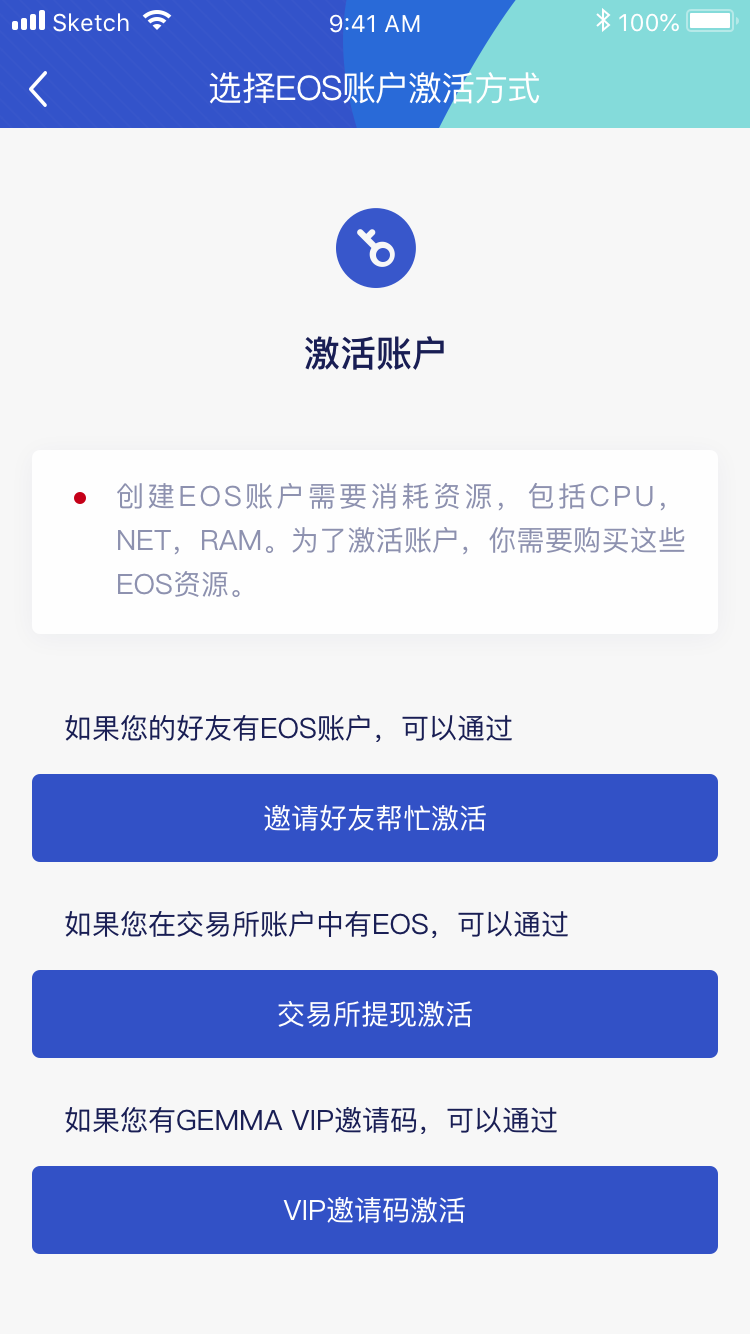 Sketch 9:41 AM 100%
选择EOS账户激活方式
激活账户
创建EOS账户需要消耗资源，包括CPU，
NET，RAM。为了激活账户，你需要购买这些
EOS资源。
如果您的好友有EOS账户，可以通过
邀请好友帮忙激活
如果您在交易所账户中有EOS，可以通过
交易所提现激活
如果您有GEMMA VIP邀请码，可以通过
VIP邀请码激活